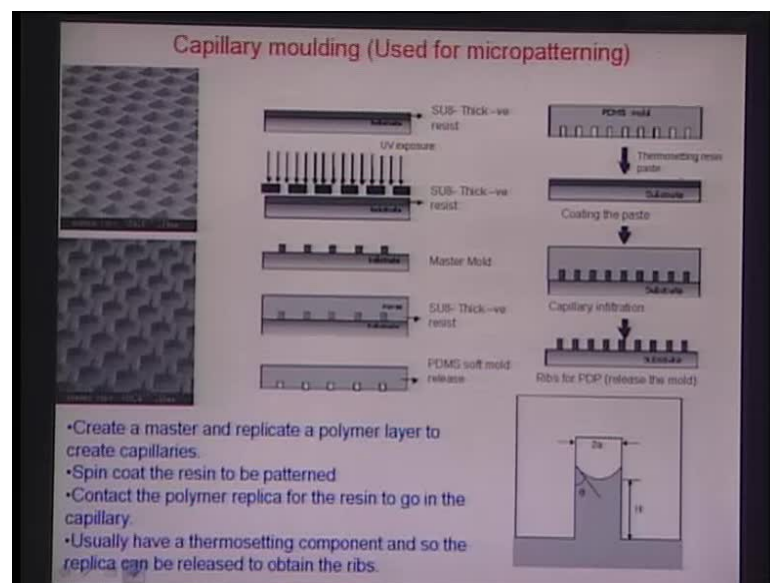 Capillary moulding (Used for micropatterning)
SU8- Thick -ve
resist
Substrate
UV exposure
SU8- Thick -ve
resist
Substrate
Master Mold
Substrate
SU8- Thick -ve
resist
Substrate
PDMS soft mold
release
PDMS mold
Thermosetting resin
paste
Substrate
Coating the paste
Substrate
Capillary infiltration
Substrate
Ribs for PDP (release the mold)
2a
θ
•Create a master and replicate a polymer layer to
create capillaries.
•Spin coat the resin to be patterned
•Contact the polymer replica for the resin to go in the
capillary.
•Usually have a thermosetting component and so the
replica can be released to obtain the ribs.